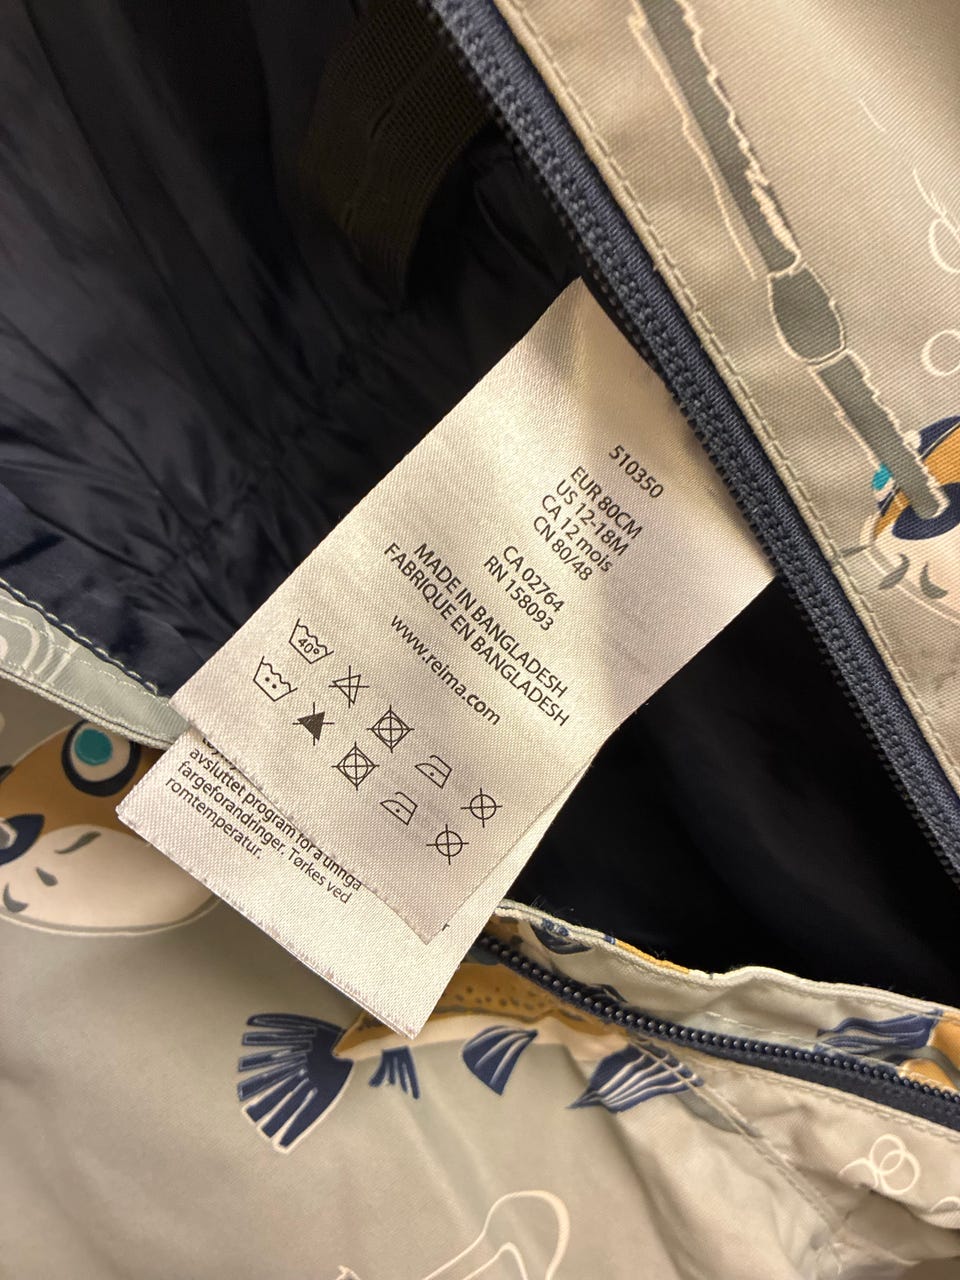 510350
EUR 80CM
US 12-18M
CA 12 mois
CN 80/48
CA 02764
RN 158093
MADE IN BANGLADESH
FABRIQUE EN BANGLADESH
www.reima.com
40°
avsluttet program for a unnga
fargeforandringer. Tørkes ved
romtemperatur.